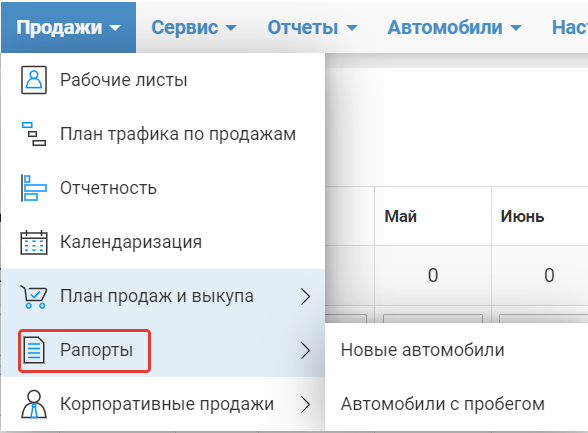 Продажи Сервис Отчеты Автомобили
Рабочие листы
План трафика по продажам
Отчетность
Май Июнь
Календаризация
0 0
План продаж и выкупа
Рапорты
Новые автомобили
Корпоративные продажи
Автомобили с пробегом